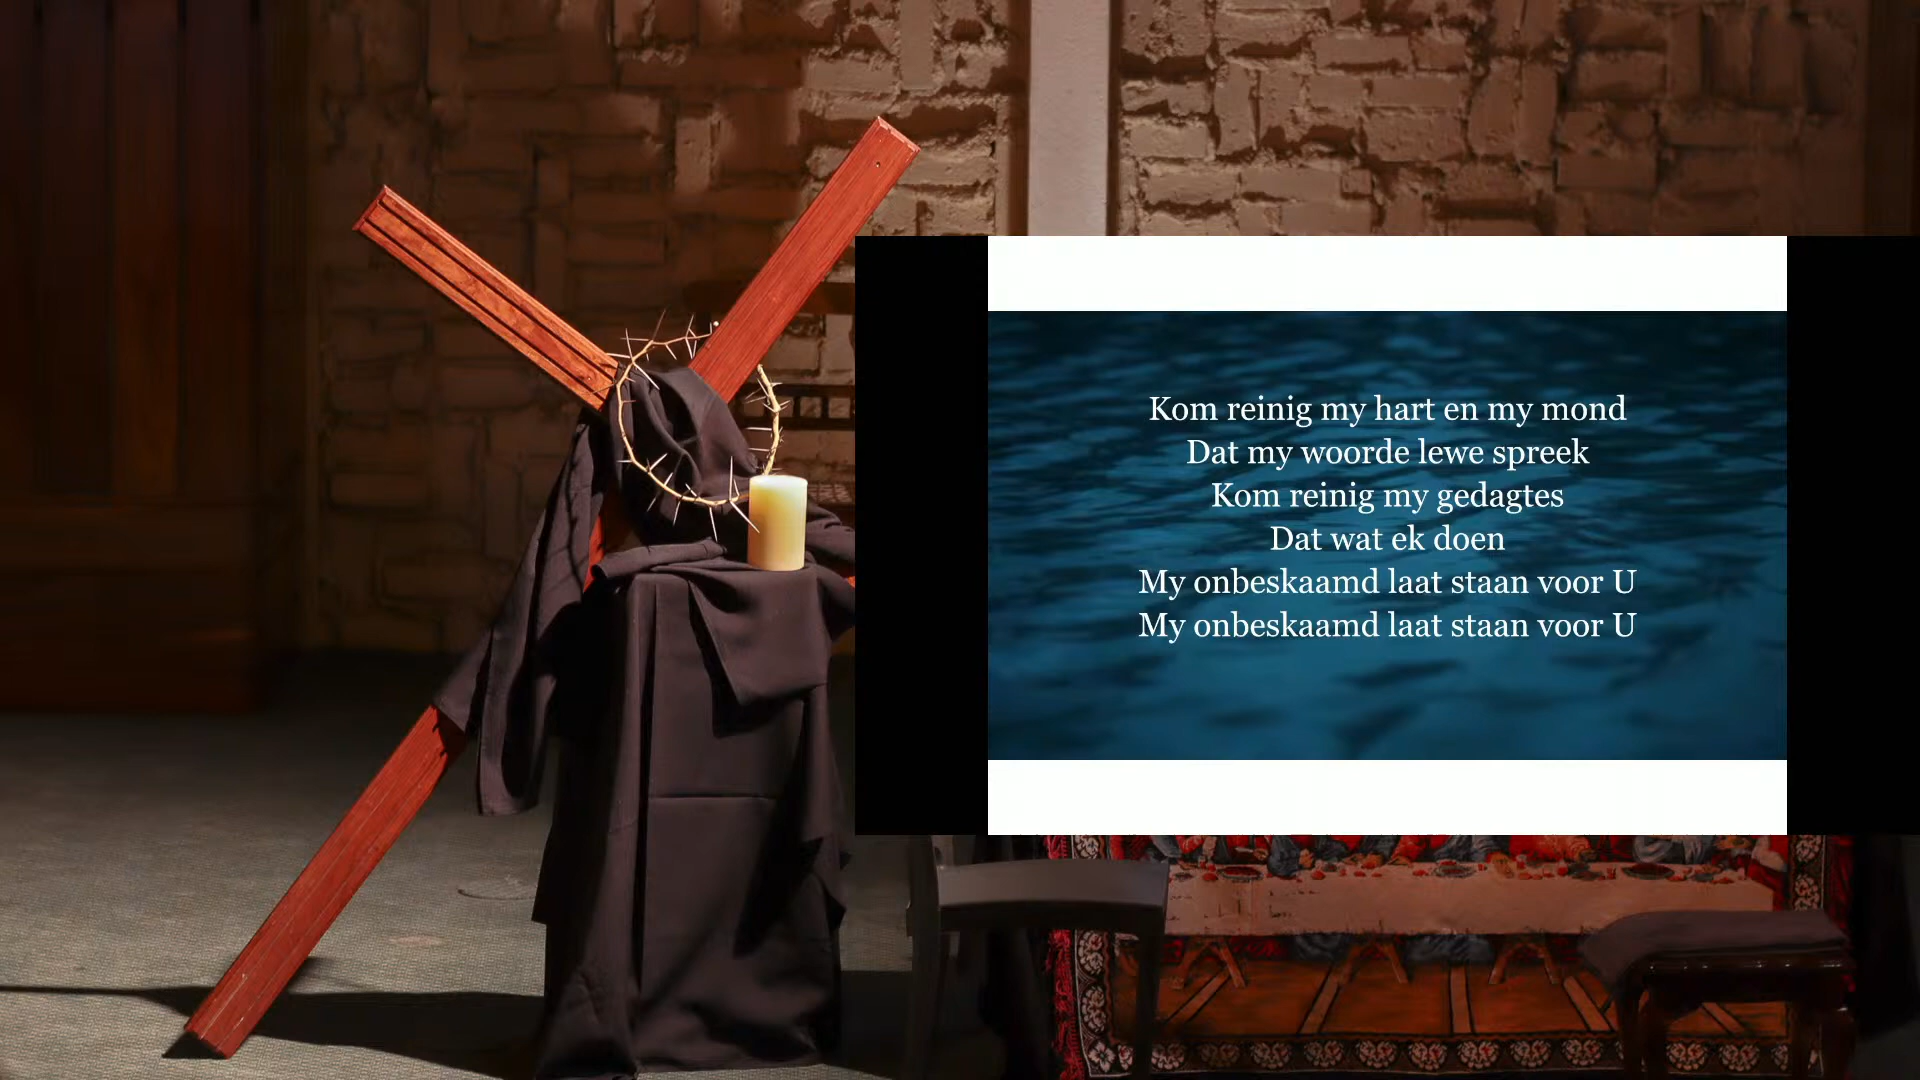 Kom reinig my hart en my mond
Dat my woorde lewe spreek
Kom reinig my gedagtes
Dat wat ek doen
My onbeskaamd laat staan voor U
My onbeskaamd laat staan voor U